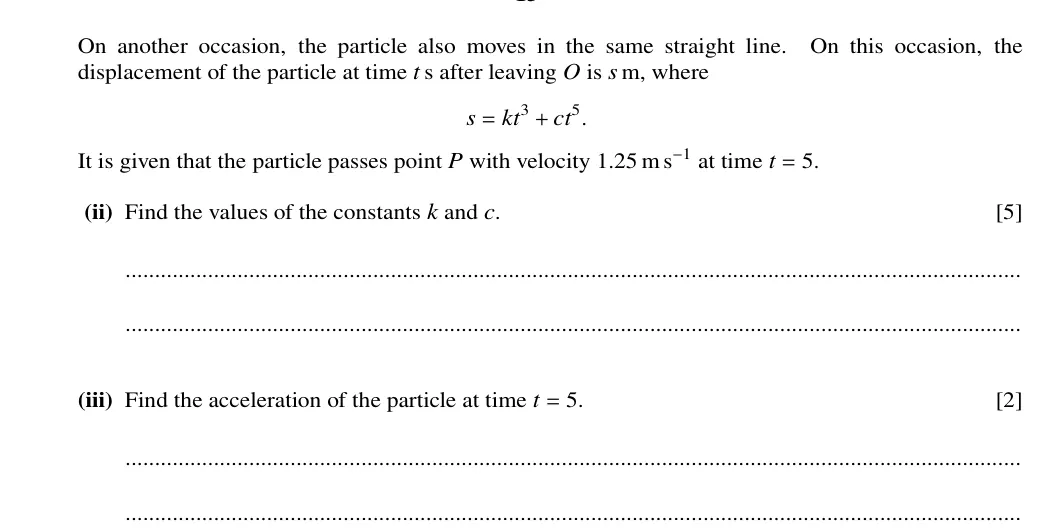 On another occasion, the particle also moves in the same straight line. On this occasion, the
displacement of the particle at time t s after leaving O is s m, where
s = kt³ + ct⁵.
It is given that the particle passes point P with velocity 1.25 m s⁻¹ at time t = 5.
(ii) Find the values of the constants k and c. [5]
(iii) Find the acceleration of the particle at time t = 5. [2]